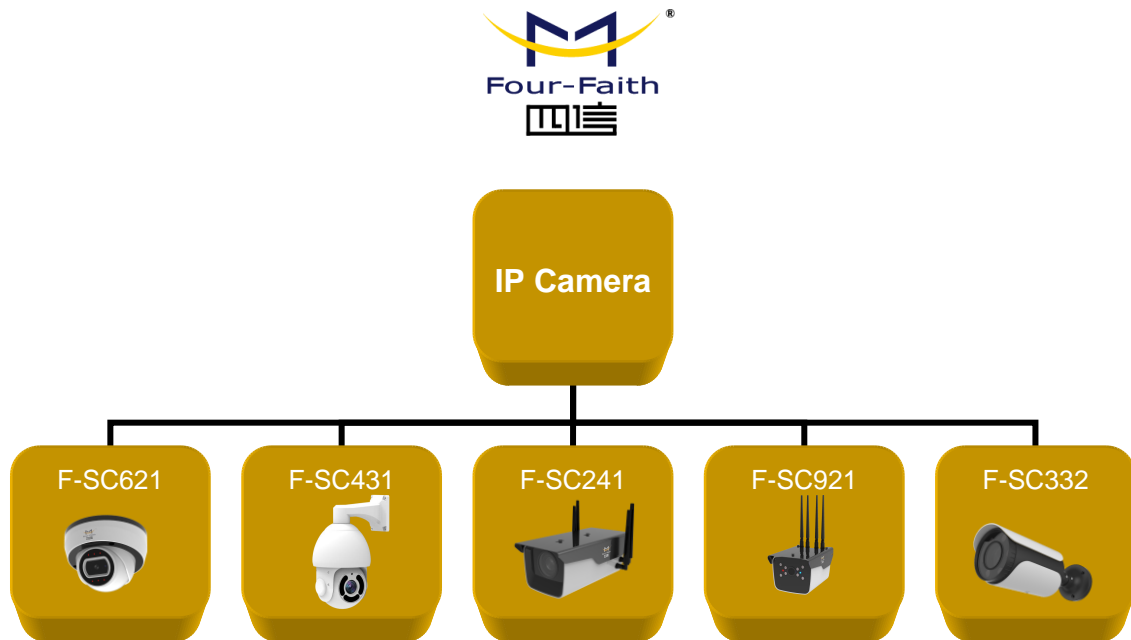 ®
Four-Faith
四信
IP Camera
F-SC621
F-SC431
F-SC241
F-SC921
F-SC332